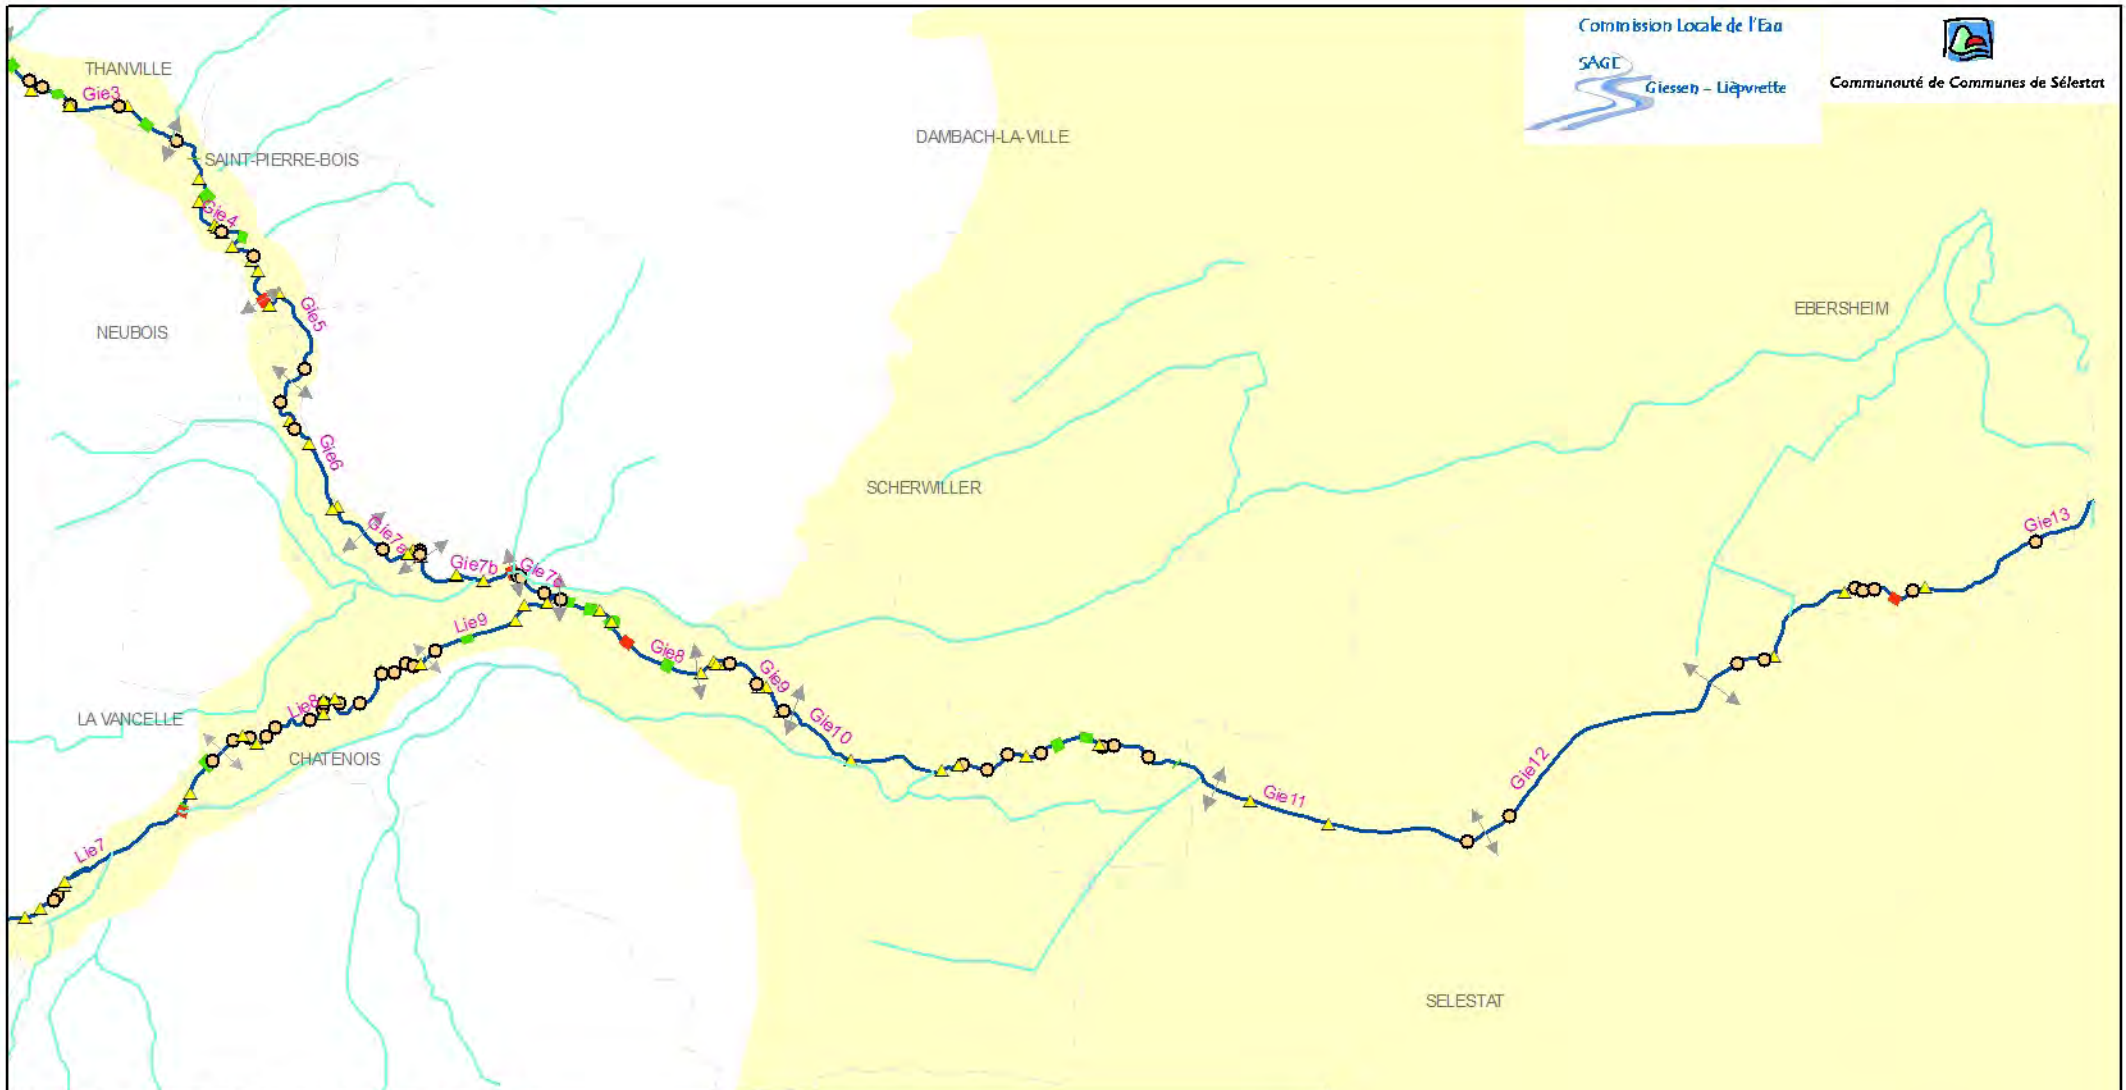 Commission Locale de l'Eau
SAGE
Giessen - Lièpvrette
Communauté de Communes de Sélestat
THANVILLE
Gie3
DAMBACH-LA-VILLE
SAINT-PIERRE-BOIS
Gie4
Gie5
NEUBOIS
EBERSHEIM
Gie6
SCHERWILLER
Gie7a
Gie13
Gie7b
Gie7c
Lie9
Gie8
Gie9
Lie8
LA VANCELLE
Gie10
CHATENOIS
Gie12
Gie11
Lie7
SELESTAT